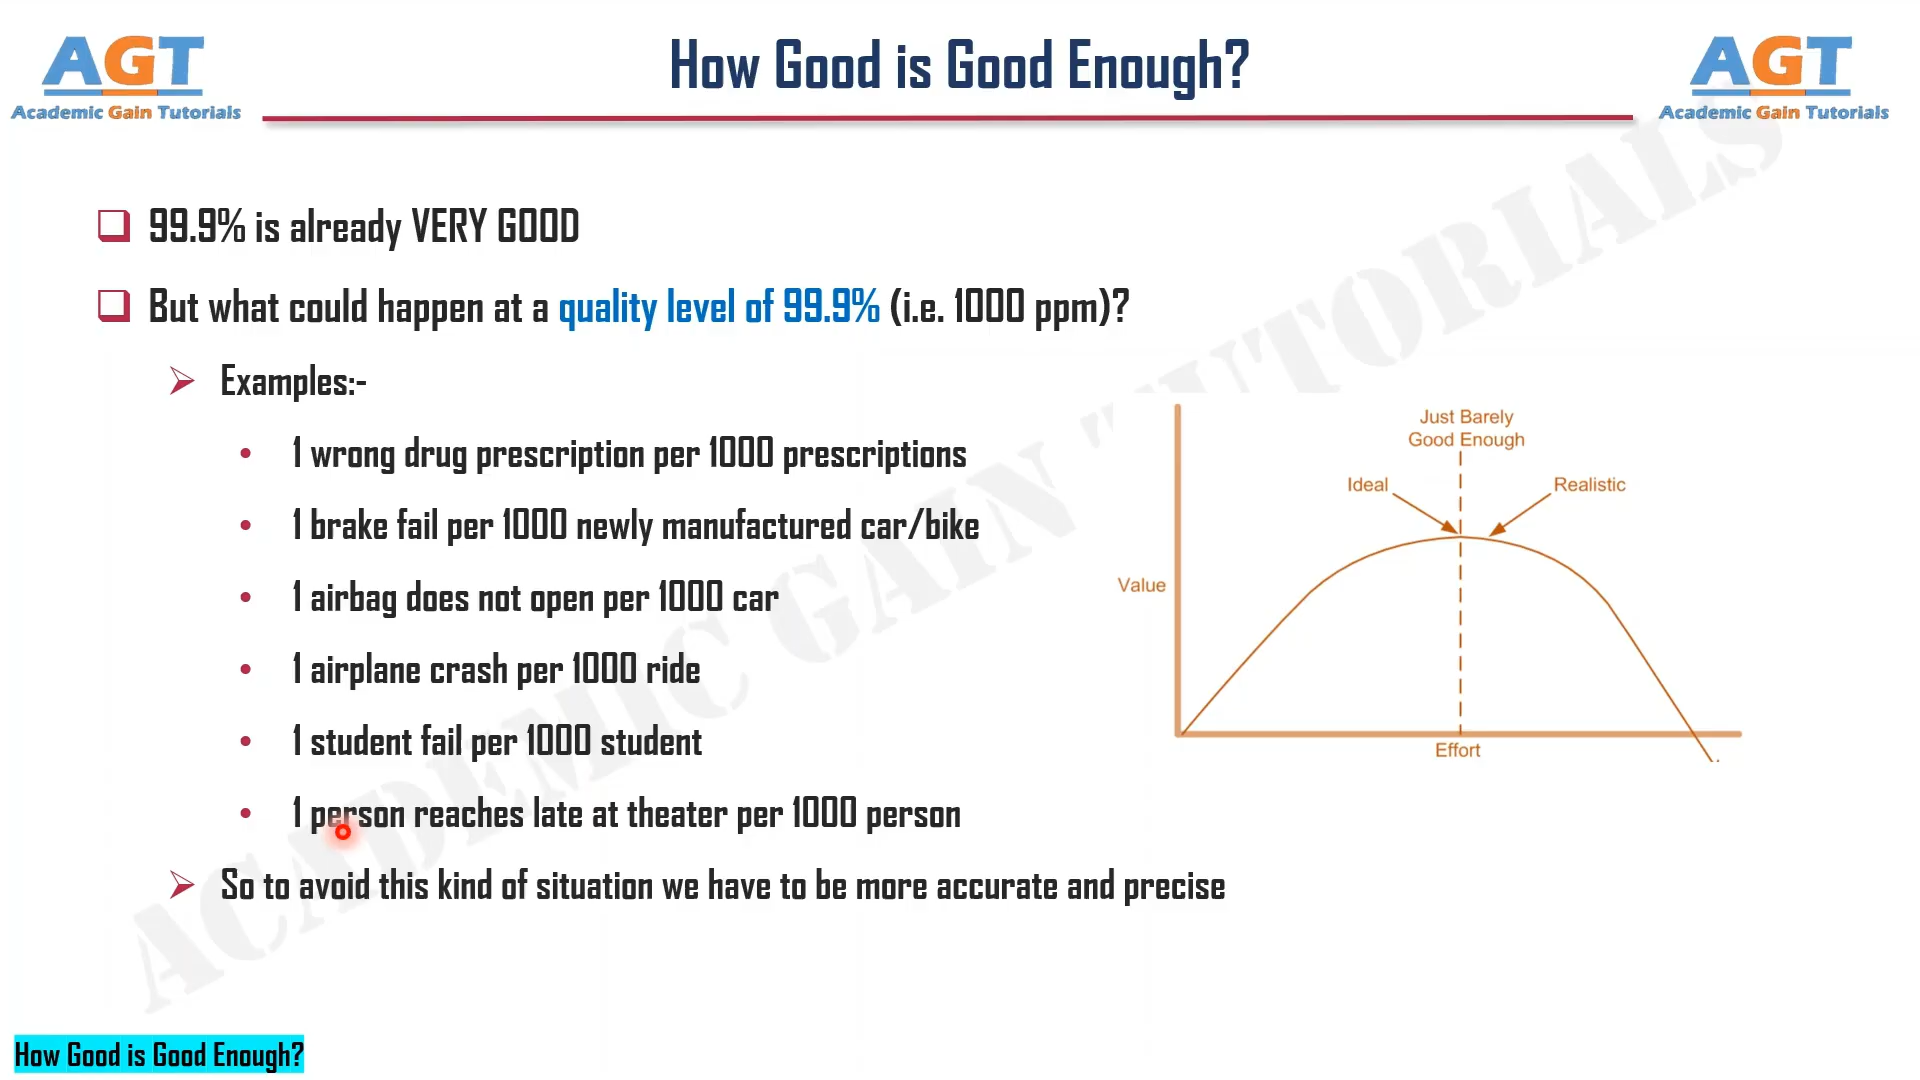 AGT
Academic Gain Tutorials
How Good is Good Enough?
AGT
Academic Gain Tutorials
99.9% is already VERY GOOD
But what could happen at a quality level of 99.9% (i.e. 1000 ppm)?
Examples:-
1 wrong drug prescription per 1000 prescriptions
1 brake fail per 1000 newly manufactured car/bike
1 airbag does not open per 1000 car
1 airplane crash per 1000 ride
1 student fail per 1000 student
1 person reaches late at theater per 1000 person
So to avoid this kind of situation we have to be more accurate and precise
Just Barely
Good Enough
Ideal
Realistic
Value
Effort
ACADEMIC GAIN TUTORIALS
How Good is Good Enough?